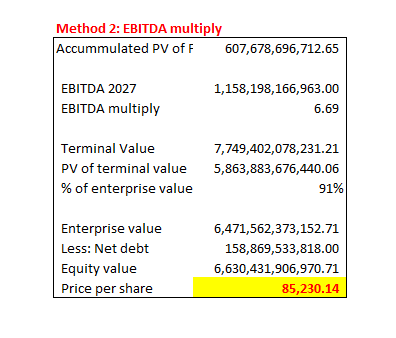 Method 2: EBITDA multiply
Accummulated PV of F 607,678,696,712.65
EBITDA 2027 1,158,198,166,963.00
EBITDA multiply 6.69
Terminal Value 7,749,402,078,231.21
PV of terminal value 5,863,883,676,440.06
% of enterprise value 91%
Enterprise value 6,471,562,373,152.71
Less: Net debt 158,869,533,818.00
Equity value 6,630,431,906,970.71
Price per share 85,230.14